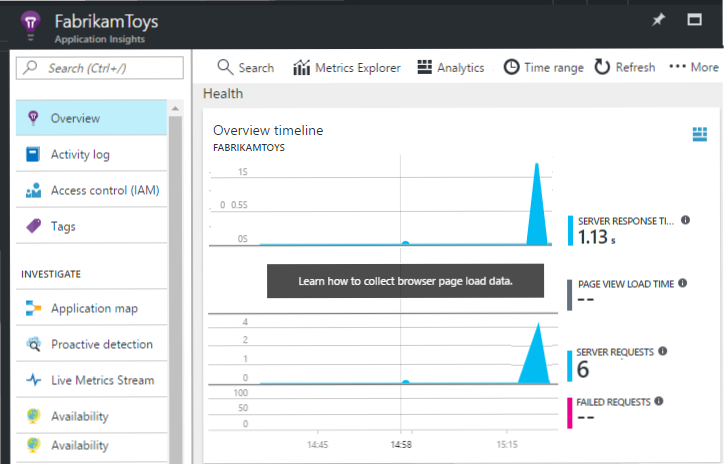 FabrikamToys
Application Insights
Search (Ctrl+/)
Search
Metrics Explorer
Analytics
Time range
Refresh
More
Overview
Activity log
Access control (IAM)
Tags
INVESTIGATE
Application map
Proactive detection
Live Metrics Stream
Availability
Availability
Health
Overview timeline
FABRIKAMTOYS
15
0 0.55
0S
SERVER RESPONSE TI...
1.13 s
Learn how to collect browser page load data.
PAGE VIEW LOAD TIME
--
4
2
1
0
SERVER REQUESTS
6
100
50
0
FAILED REQUESTS
--
14:45
14:58
15:15